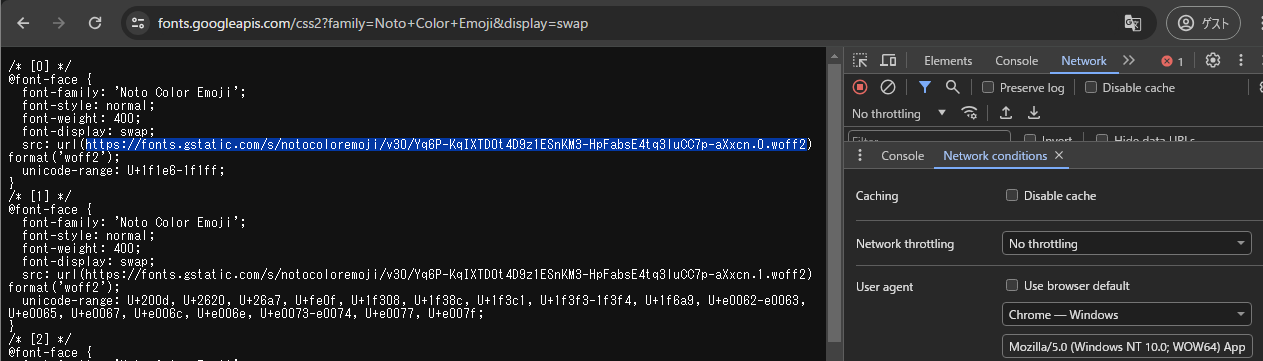 fonts.googleapis.com/css2?family=Noto+Color+Emoji&display=swap
ゲスト
/* [0] */
@font-face {
  font-family: 'Noto Color Emoji';
  font-style: normal;
  font-weight: 400;
  font-display: swap;
  src: url(https://fonts.gstatic.com/s/notocoloremoji/v30/Yq6P-KqIXTD0t4D9z1ESnKM3-HpFabsE4tq3luCC7p-aXxcn.0.woff2)
format('woff2');
  unicode-range: U+1f1e6-1f1ff;
}
/* [1] */
@font-face {
  font-family: 'Noto Color Emoji';
  font-style: normal;
  font-weight: 400;
  font-display: swap;
  src: url(https://fonts.gstatic.com/s/notocoloremoji/v30/Yq6P-KqIXTD0t4D9z1ESnKM3-HpFabsE4tq3luCC7p-aXxcn.1.woff2)
format('woff2');
  unicode-range: U+200d, U+2620, U+26a7, U+fe0f, U+1f308, U+1f38c, U+1f3c1, U+1f3f3-1f3f4, U+1f6a9, U+e0062-e0063,
U+e0065, U+e0067, U+e006c, U+e006e, U+e0073-e0074, U+e0077, U+e007f;
}
/* [2] */
@font-face {
Elements Console Network 1
Preserve log Disable cache
No throttling
Filter Invert Hide data URLs
Console Network conditions
Caching Disable cache
Network throttling No throttling
User agent Use browser default
Chrome — Windows
Mozilla/5.0 (Windows NT 10.0; WOW64) App